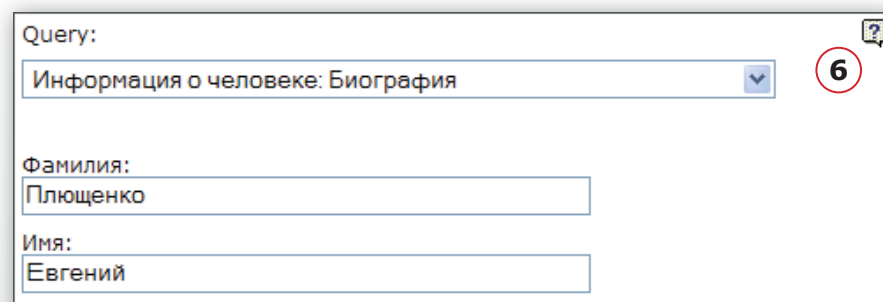 Query:
?
Информация о человеке: Биография
6
Фамилия:
Плющенко
Имя:
Евгений